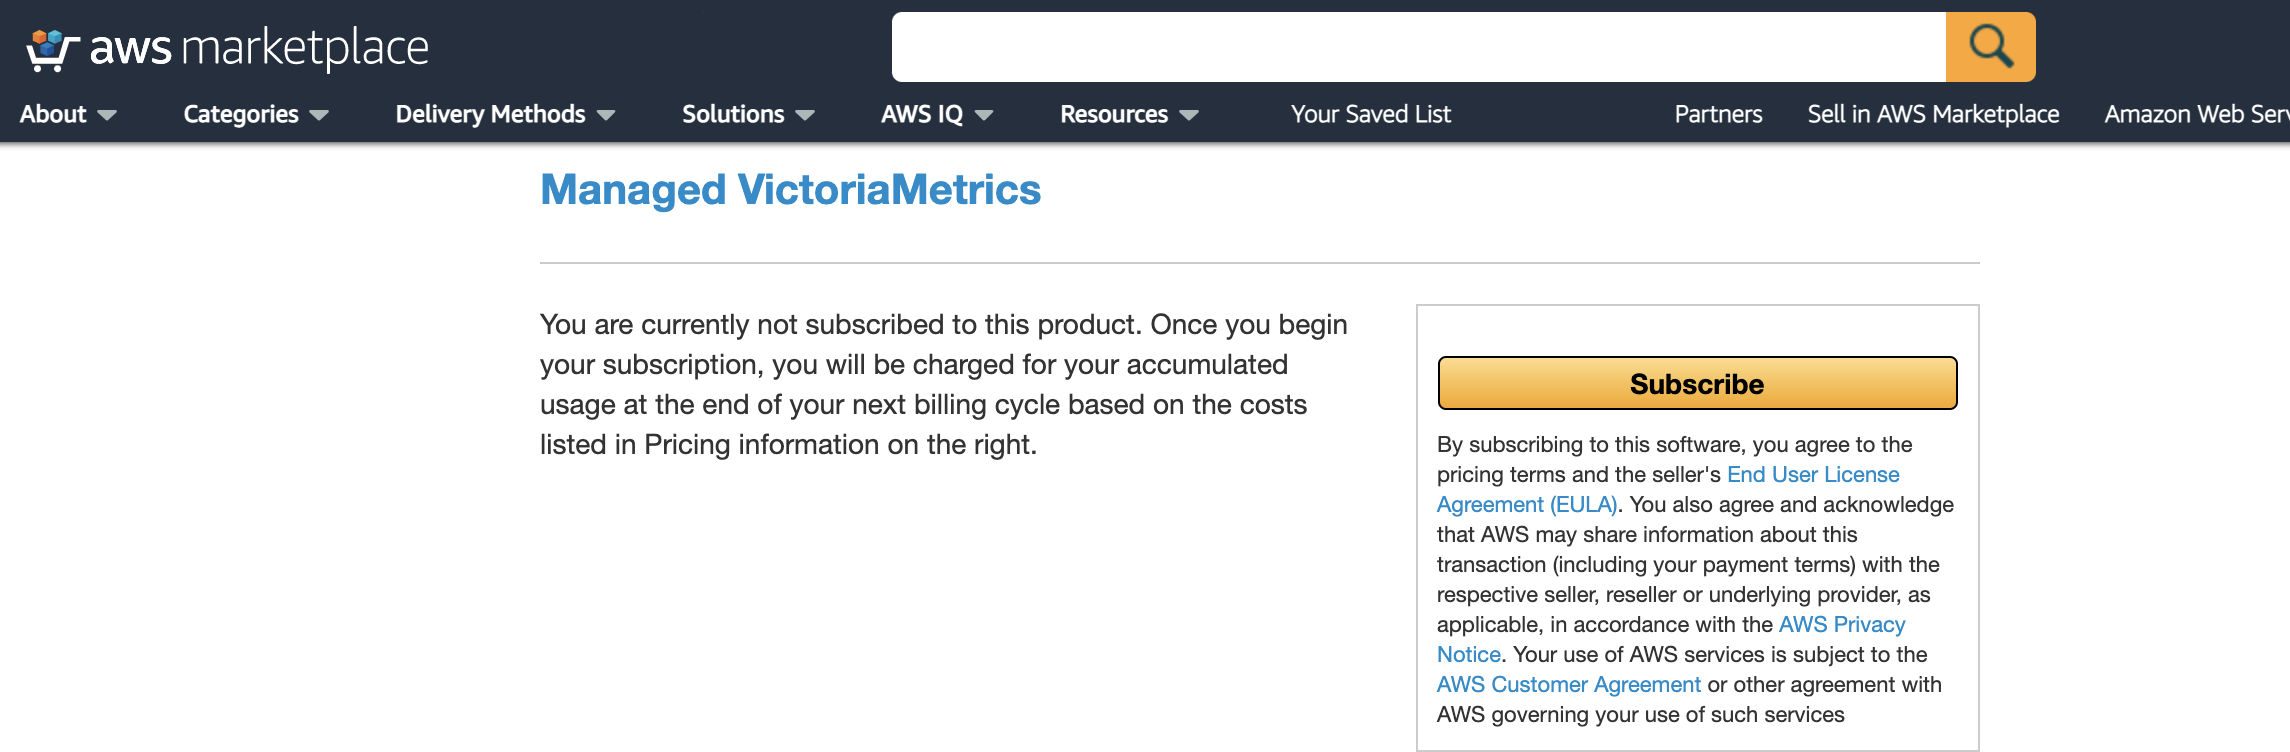 aws marketplace
About Categories Delivery Methods Solutions AWS IQ Resources Your Saved List Partners Sell in AWS Marketplace Amazon Web Serv
Managed VictoriaMetrics
You are currently not subscribed to this product. Once you begin
your subscription, you will be charged for your accumulated
usage at the end of your next billing cycle based on the costs
listed in Pricing information on the right.
Subscribe
By subscribing to this software, you agree to the
pricing terms and the seller's End User License
Agreement (EULA). You also agree and acknowledge
that AWS may share information about this
transaction (including your payment terms) with the
respective seller, reseller or underlying provider, as
applicable, in accordance with the AWS Privacy
Notice. Your use of AWS services is subject to the
AWS Customer Agreement or other agreement with
AWS governing your use of such services